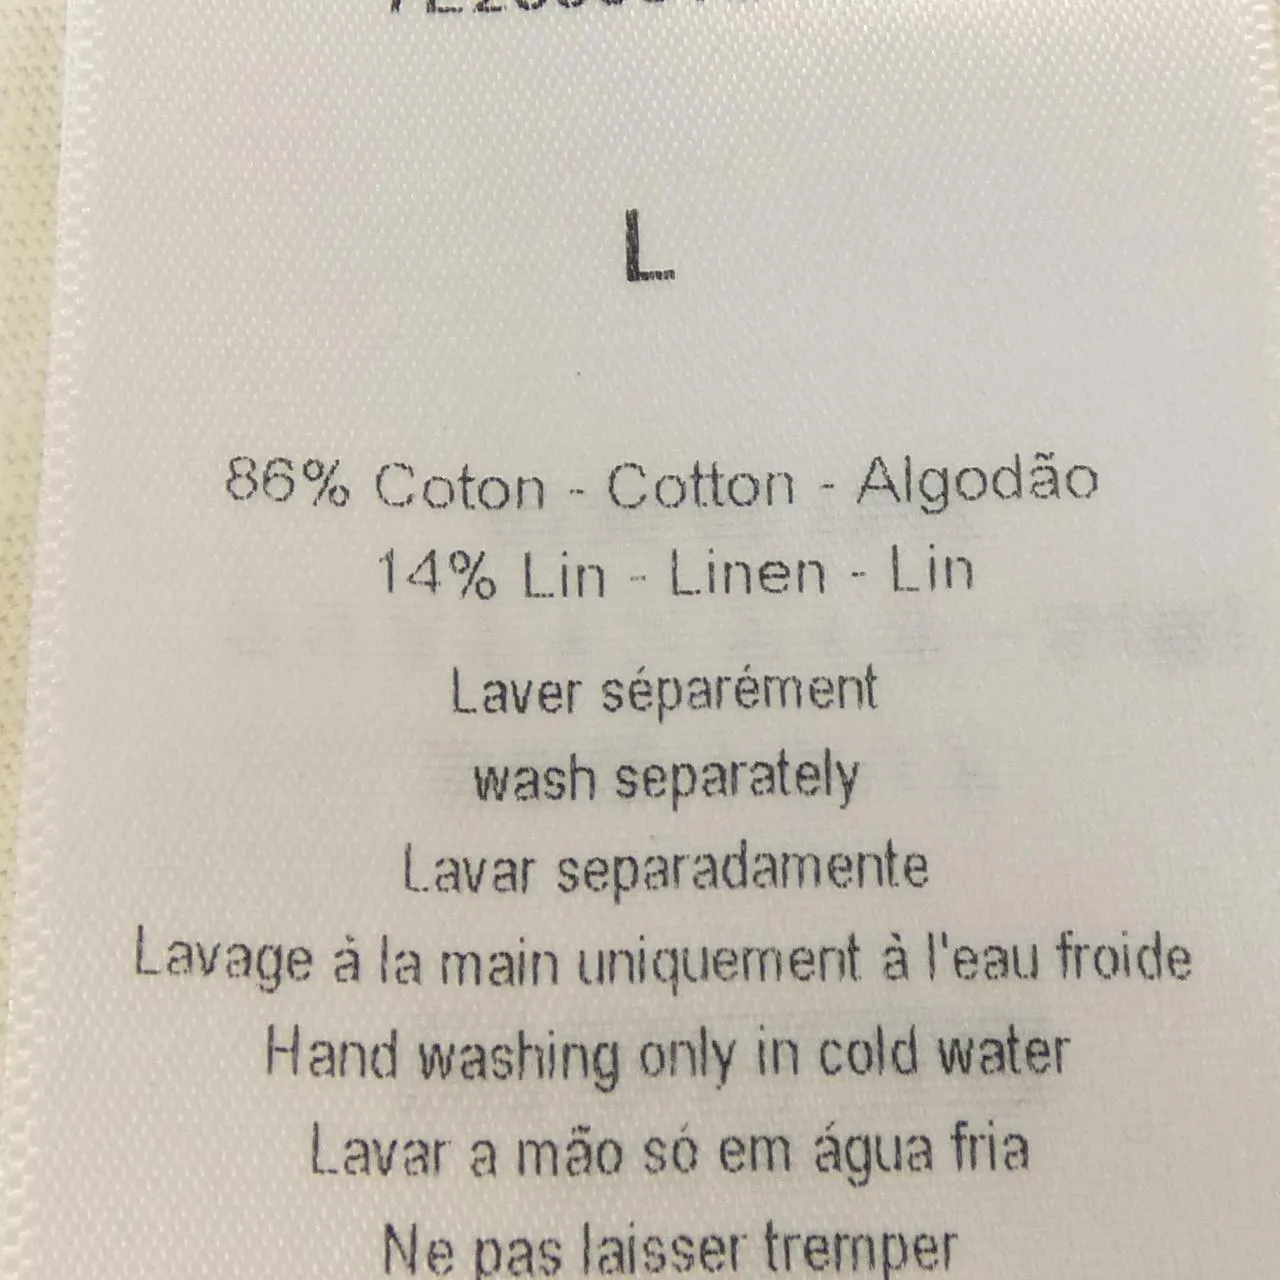 L
86% Coton - Cotton - Algodão
14% Lin - Linen - Lin
Laver séparément
wash separately
Lavar separadamente
Lavage à la main uniquement à l'eau froide
Hand washing only in cold water
Lavar a mão só em água fria
Ne pas laisser tremper